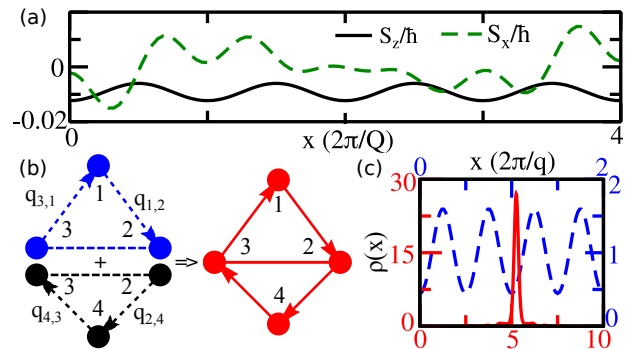 (a)
S_z/ħ S_x/ħ
0
-0.02
0 x (2π/Q) 4
(b)
1
q_{3,1} q_{1,2}
3 2
+
3 2
q_{4,3} q_{2,4}
4
⇒
1
3 2
4
(c)
0 x (2π/q) 2
30 2
ρ(x)
15 1
0 0
0 5 10